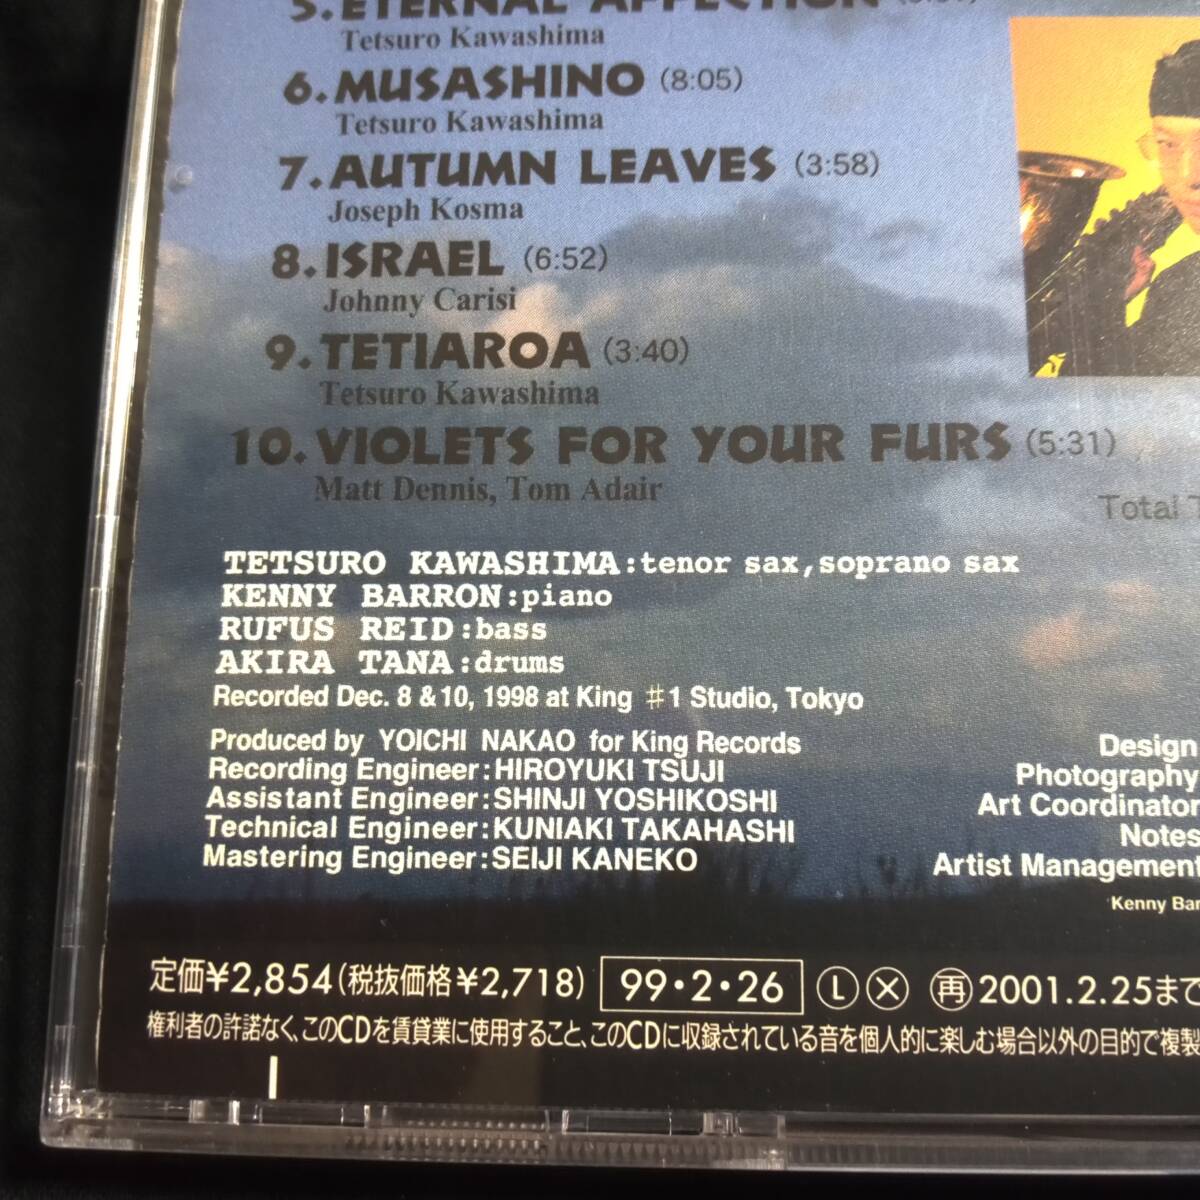 5. ETERNAL AFFECTION
Tetsuro Kawashima
6. MUSASHINO (8:05)
Tetsuro Kawashima
7. AUTUMN LEAVES (3:58)
Joseph Kosma
8. ISRAEL (6:52)
Johnny Carisi
9. TETIAROA (3:40)
Tetsuro Kawashima
10. VIOLETS FOR YOUR FURS (5:31)
Matt Dennis, Tom Adair
Total
TETSURO KAWASHIMA:tenor sax,soprano sax
KENNY BARRON:piano
RUFUS REID:bass
AKIRA TANA:drums
Recorded Dec. 8 & 10, 1998 at King ♯1 Studio, Tokyo
Produced by YOICHI NAKAO for King Records
Recording Engineer:HIROYUKI TSUJI
Assistant Engineer:SHINJI YOSHIKOSHI
Technical Engineer:KUNIAKI TAKAHASHI
Mastering Engineer:SEIJI KANEKO
Design
Photography
Art Coordinator
Notes
Artist Management
Kenny Bar
定価¥2,854(税抜価格¥2,718) 99・2・26 Ⓛ Ⓧ 再 2001.2.25まで
権利者の許諾なく、このCDを賃貸業に使用すること、このCDに収録されている音を個人的に楽しむ場合以外の目的で複製